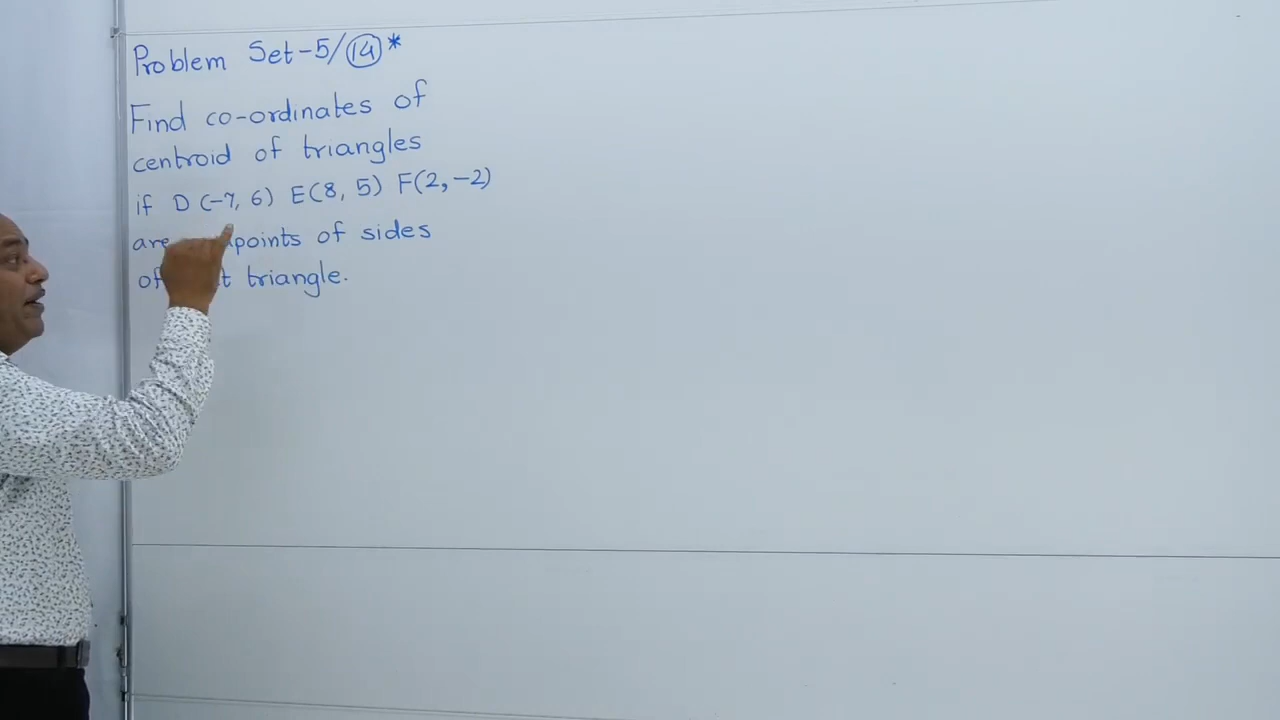 Problem Set-5/14*
Find co-ordinates of
centroid of triangles
if D (-7, 6) E(8, 5) F(2, -2)
are points of sides
of triangle.